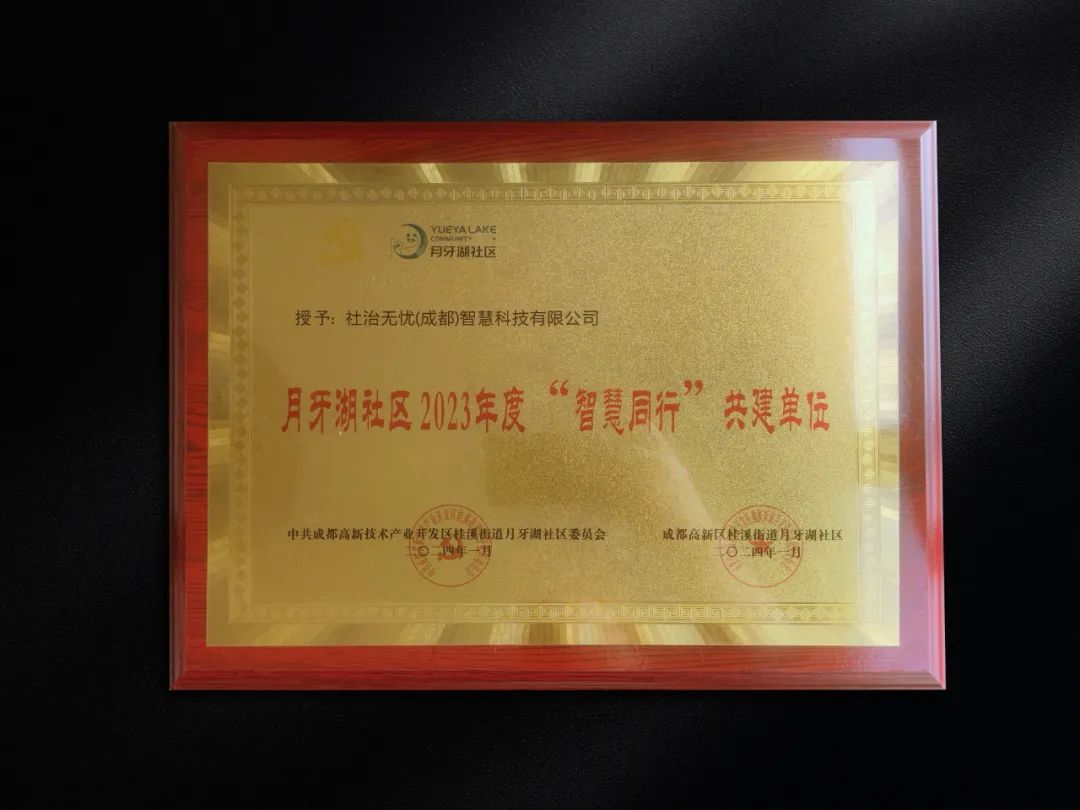 YUEYA LAKE
COMMUNITY
月牙湖社区
授予：社治无忧(成都)智慧科技有限公司
月牙湖社区2023年度“智慧同行”共建单位
中共成都高新技术产业开发区桂溪街道月牙湖社区委员会
二〇二四年一月
成都高新区桂溪街道月牙湖社区
二〇二四年一月